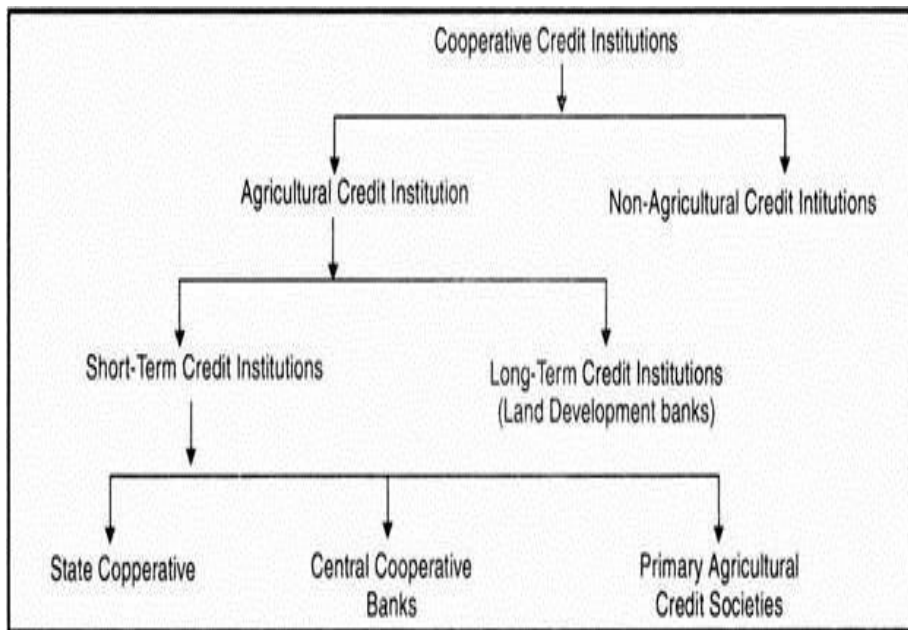 Cooperative Credit Institutions
Agricultural Credit Institution
Non-Agricultural Credit Intitutions
Short-Term Credit Institutions
Long-Term Credit Institutions
(Land Development banks)
State Copperative
Central Cooperative
Banks
Primary Agricultural
Credit Societies